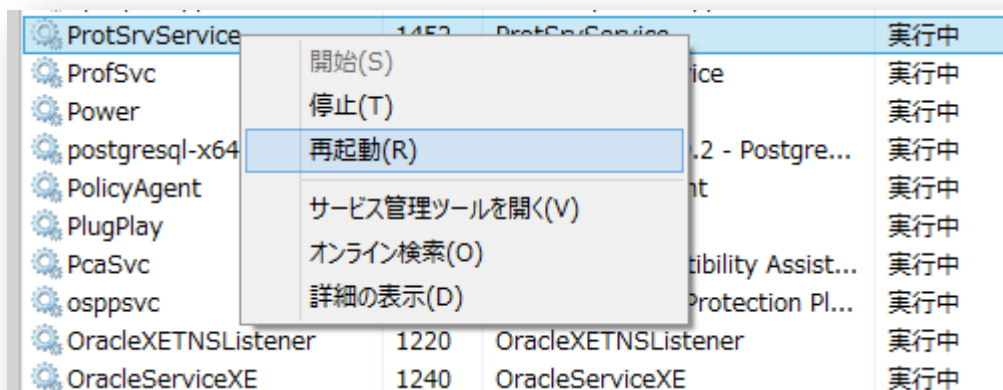 ProtSrvService 1452 ProtSrvService 実行中
開始(S)
ProfSvc ice 実行中
停止(T)
Power 実行中
再起動(R)
postgresql-x64 .2 - Postgre... 実行中
PolicyAgent nt 実行中
サービス管理ツールを開く(V)
PlugPlay 実行中
オンライン検索(O)
PcaSvc tibility Assist... 実行中
詳細の表示(D)
osppsvc Protection Pl... 実行中
OracleXETNSListener 1220 OracleXETNSListener 実行中
OracleServiceXE 1240 OracleServiceXE 実行中